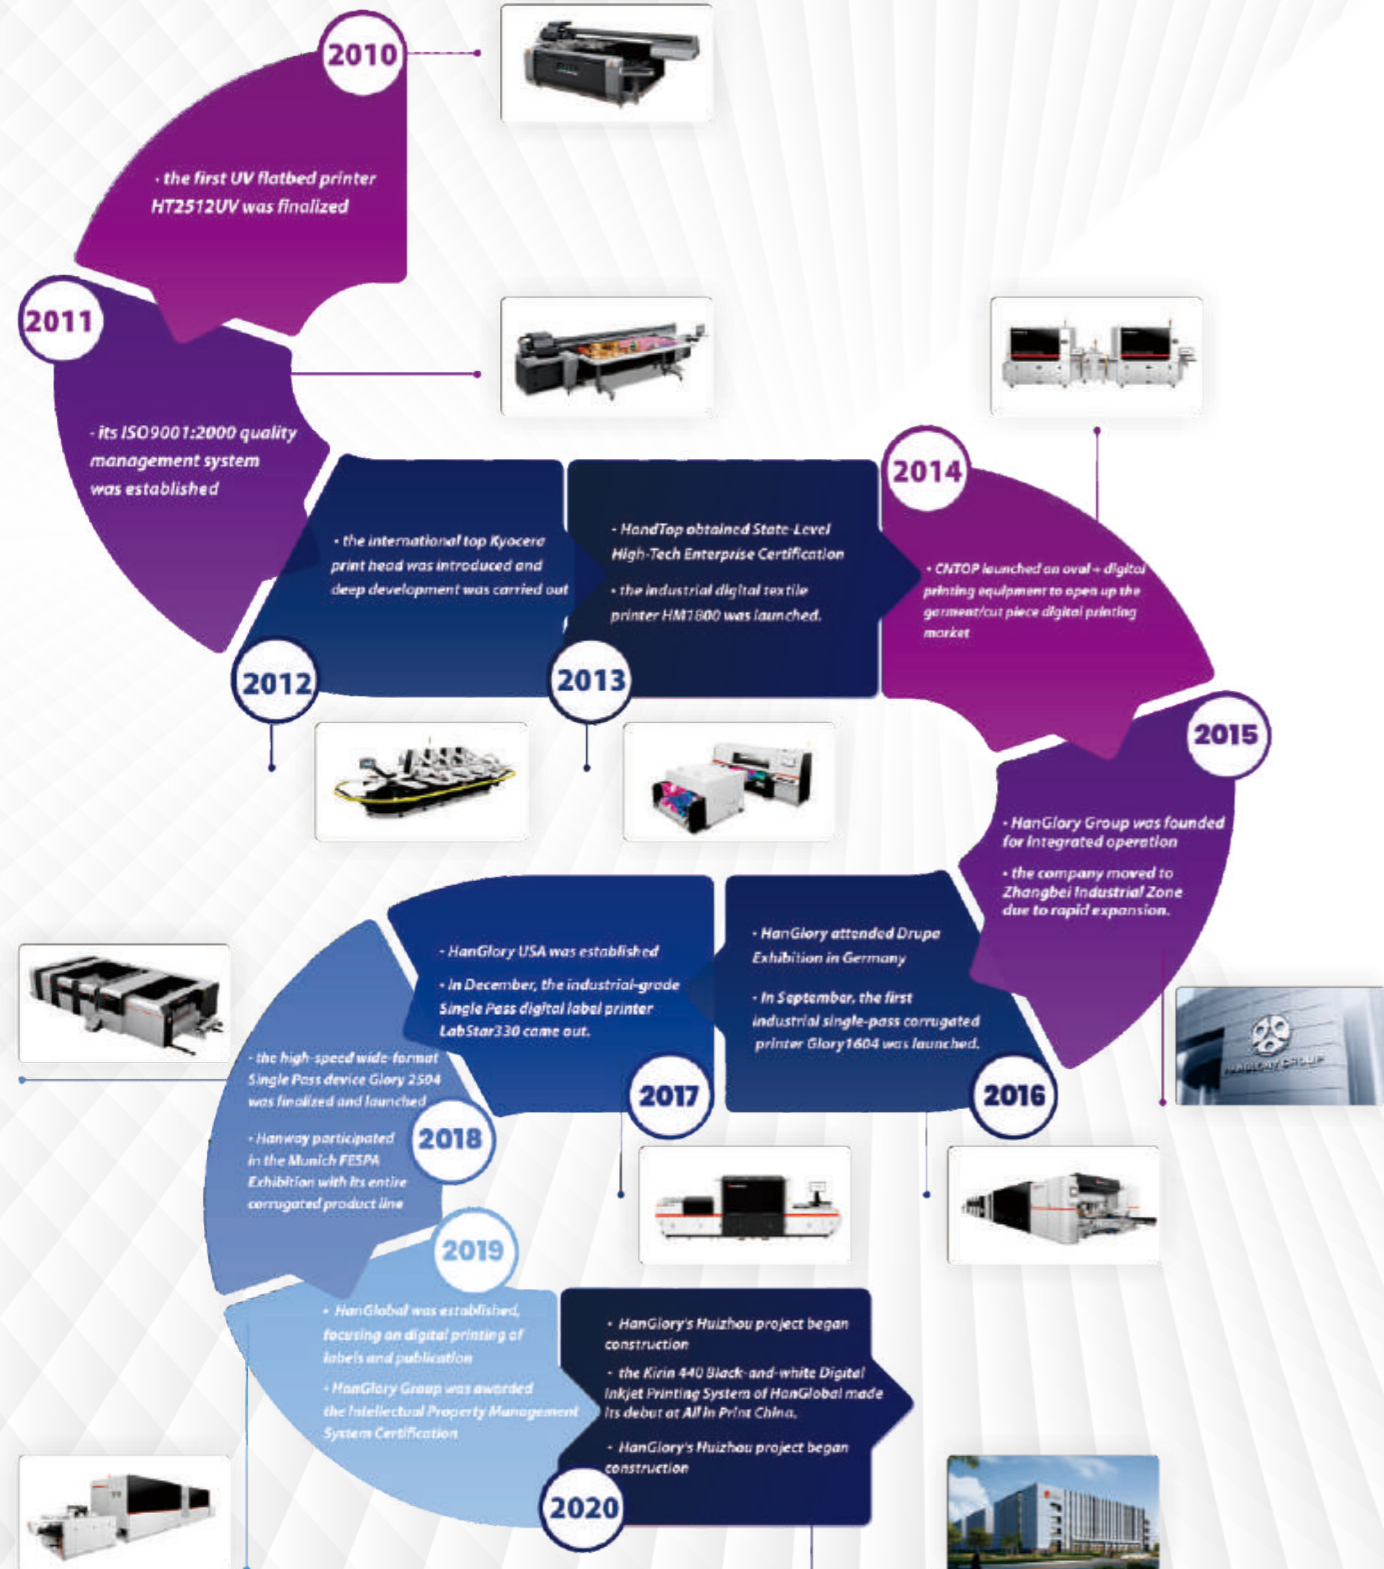 2010
- the first UV flatbed printer
HT2512UV was finalized
2011
- its ISO9001:2000 quality
management system
was established
- the international top Kyocera
print head was introduced and
deep development was carried out
2012
- HandTop obtained State-Level
High-Tech Enterprise Certification
- the industrial digital textile
printer HM1800 was launched.
2013
2014
- CNTOP launched an oval + digital
printing equipment to open up the
garment/cut piece digital printing
market
2015
- HanGlory Group was founded
for integrated operation
- the company moved to
Zhangbei Industrial Zone
due to rapid expansion.
HANGLORY GROUP
- HanGlory attended Drupa
Exhibition in Germany
- In September, the first
industrial single-pass corrugated
printer Glory1604 was launched.
2016
- HanGlory USA was established
- In December, the industrial-grade
Single Pass digital label printer
LabStar330 came out.
2017
- the high-speed wide-format
Single Pass device Glory 2504
was finalized and launched
- Hanway participated
in the Munich FESPA
Exhibition with its entire
corrugated product line
2018
2019
- HanGlobal was established,
focusing on digital printing of
labels and publication
- HanGlory Group was awarded
the Intellectual Property Management
System Certification
- HanGlory's Huizhou project began
construction
- the Kirin 440 Black-and-white Digital
Inkjet Printing System of HanGlobal made
its debut at All in Print China.
- HanGlory's Huizhou project began
construction
2020